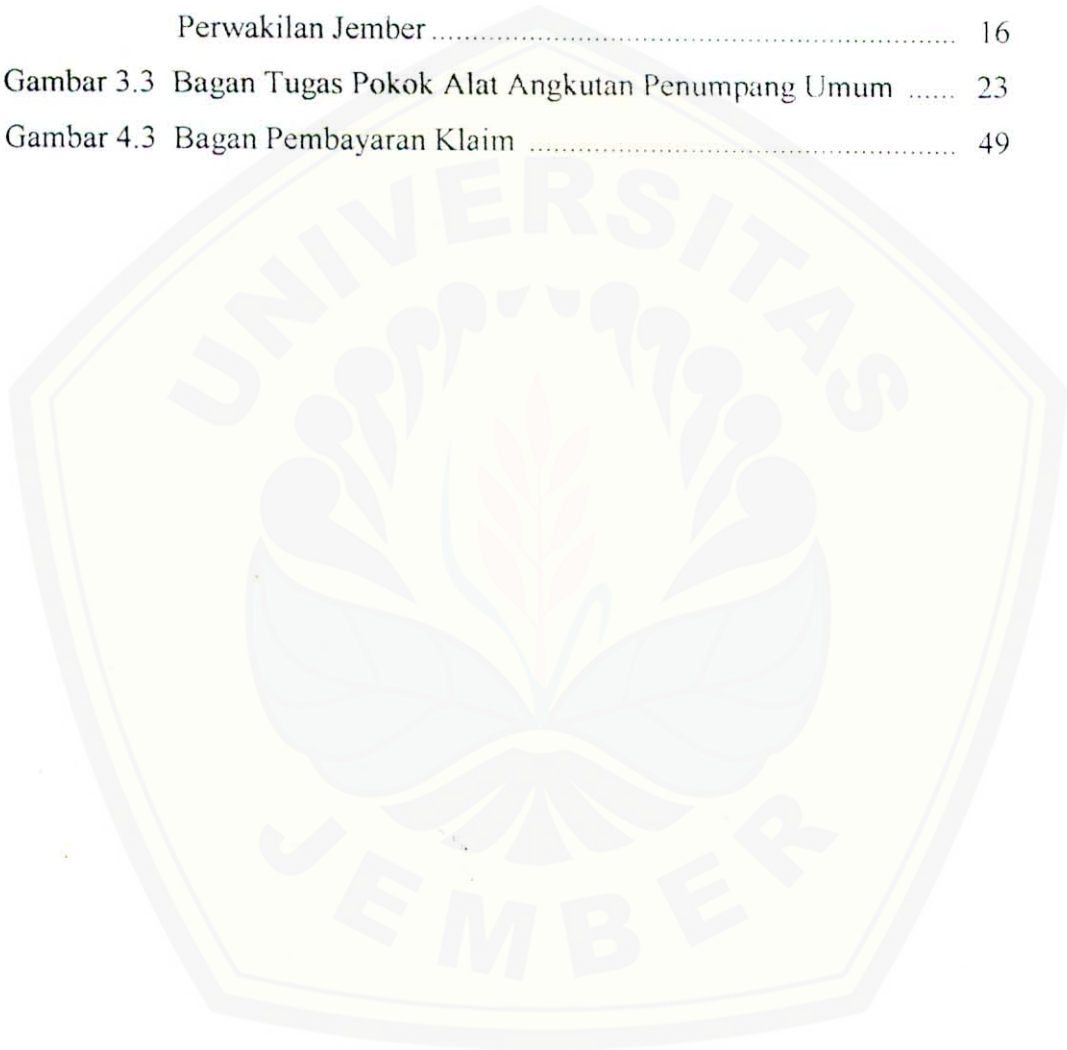 Perwakilan Jember ............................................................ 16
Gambar 3.3 Bagan Tugas Pokok Alat Angkutan Penumpang Umum ...... 23
Gambar 4.3 Bagan Pembayaran Klaim .................................................. 49
UNIVERSITAS
JEMBER